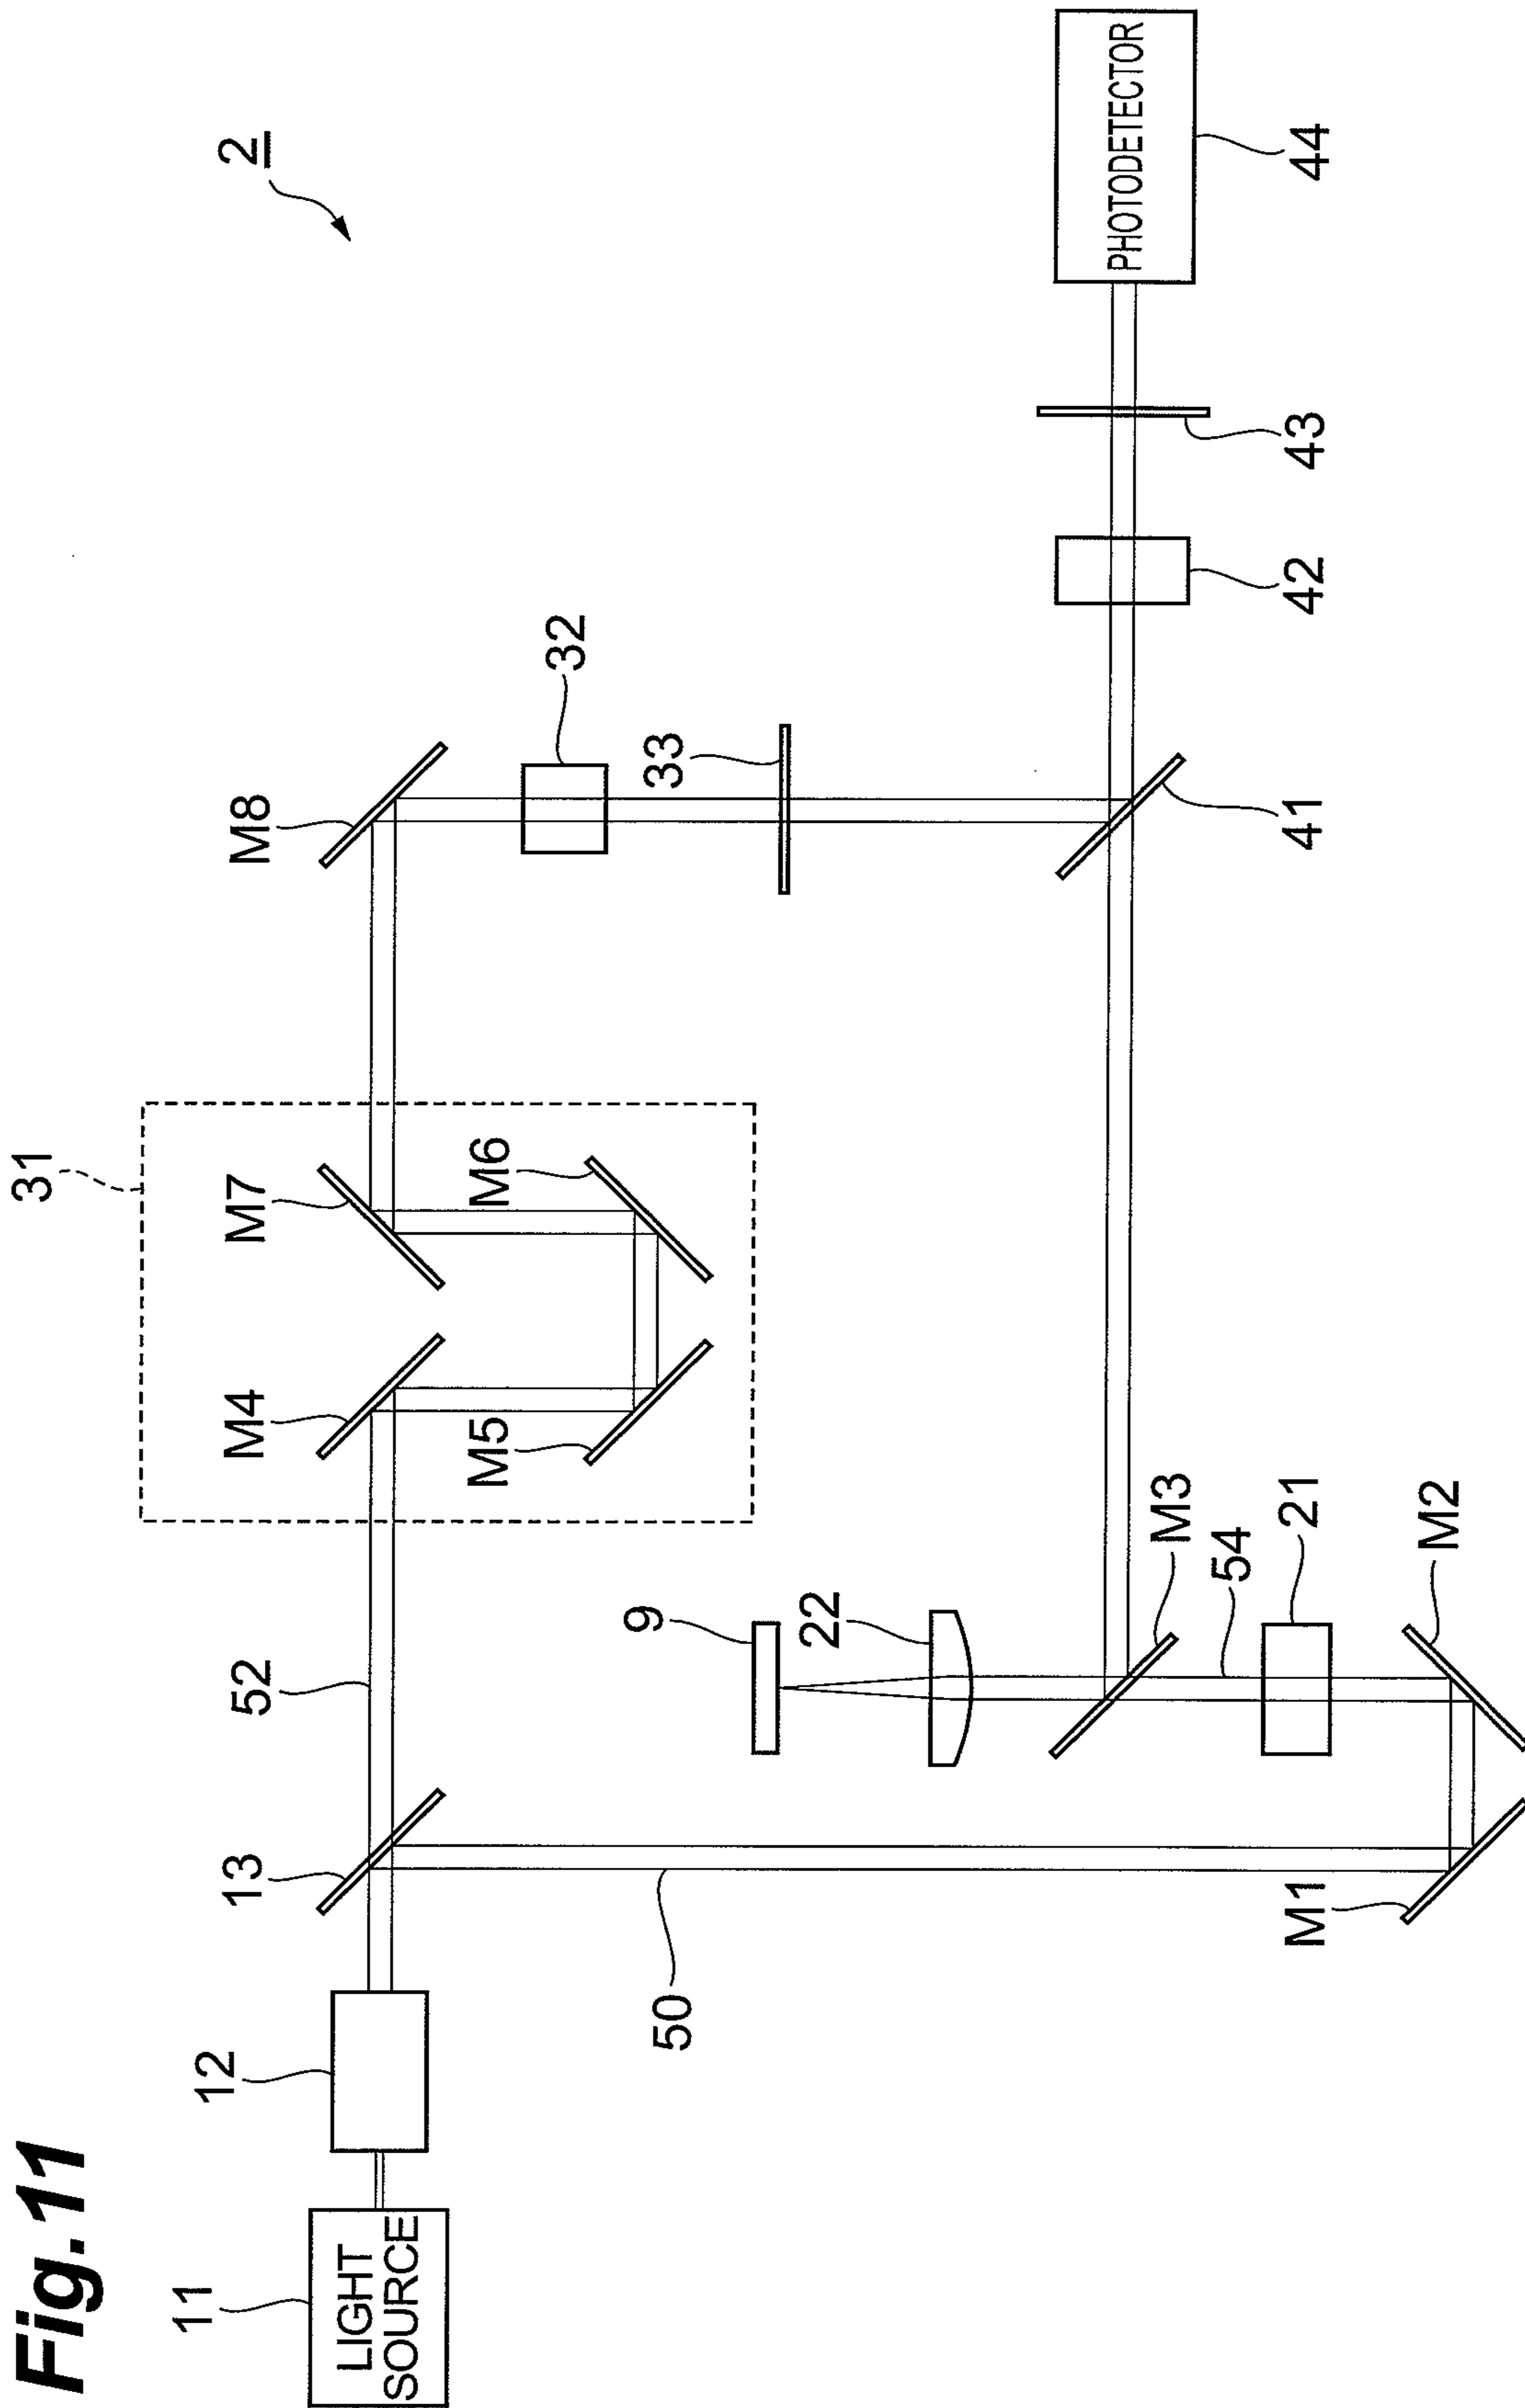 Fig.11
2
31
11
LIGHT
SOURCE
12
13
52
M4
M7
M5
M6
M8
32
33
9
22
50
M3
54
21
M1
M2
41
42
43
44
PHOTODETECTOR